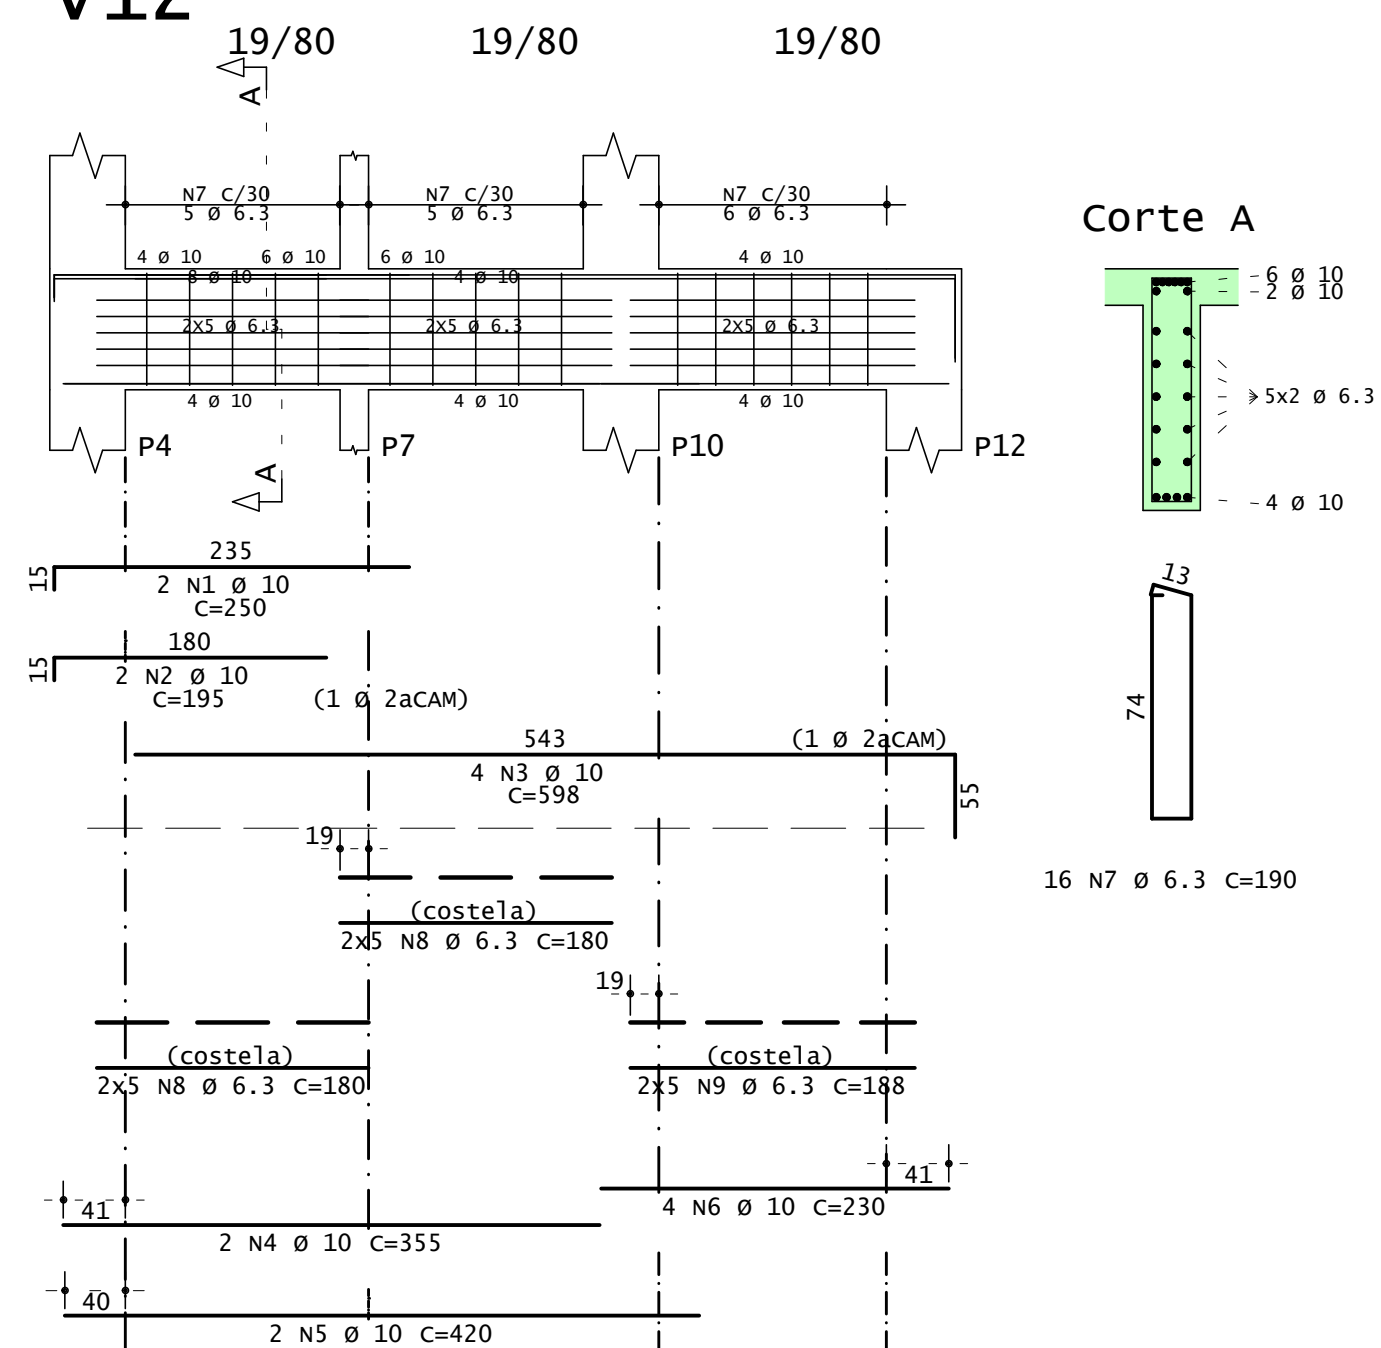 V12
19/80 19/80 19/80
A
N7 C/30 N7 C/30 N7 C/30
5 Ø 6.3 5 Ø 6.3 6 Ø 6.3
Corte A
4 Ø 10 6 Ø 10 6 Ø 10 4 Ø 10
8 Ø 10 4 Ø 10
6 Ø 10
2 Ø 10
2X5 Ø 6.3 2X5 Ø 6.3 2X5 Ø 6.3
5x2 Ø 6.3
4 Ø 10 4 Ø 10 4 Ø 10
P4 P7 P10 P12
A
4 Ø 10
235
15
2 N1 Ø 10
C=250
13
180
15
2 N2 Ø 10
C=195 (1 Ø 2aCAM)
74
543 (1 Ø 2aCAM)
4 N3 Ø 10
C=598
55
19
16 N7 Ø 6.3 C=190
(costela)
2x5 N8 Ø 6.3 C=180
19
(costela) (costela)
2x5 N8 Ø 6.3 C=180 2x5 N9 Ø 6.3 C=188
41
4 N6 Ø 10 C=230
41
2 N4 Ø 10 C=355
40
2 N5 Ø 10 C=420